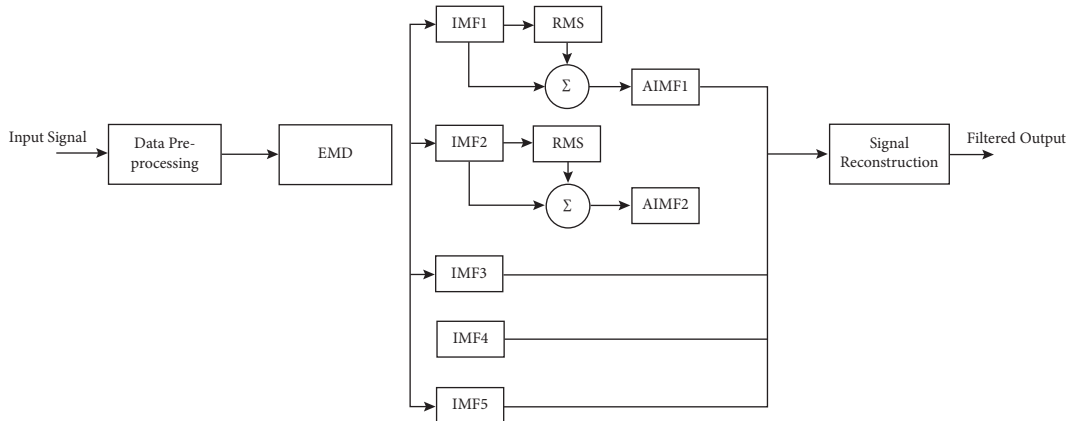 Input Signal
Data Pre-
processing
EMD
IMF1
RMS
Σ
AIMF1
IMF2
RMS
Σ
AIMF2
IMF3
IMF4
IMF5
Signal
Reconstruction
Filtered Output